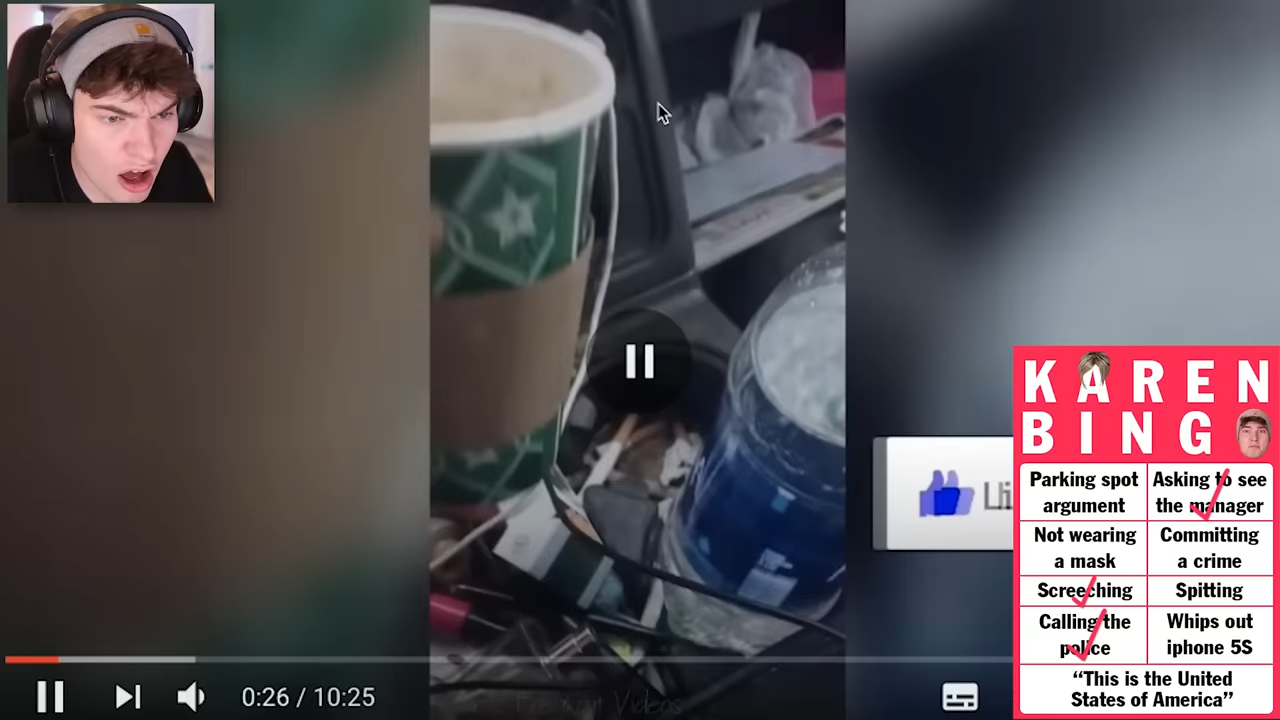 KAREN
BINGO
Parking spot
argument
Asking to see
the manager
Not wearing
a mask
Committing
a crime
Screeching
Spitting
Calling the
police
Whips out
iphone 5S
“This is the United
States of America”
0:26 / 10:25
Videos